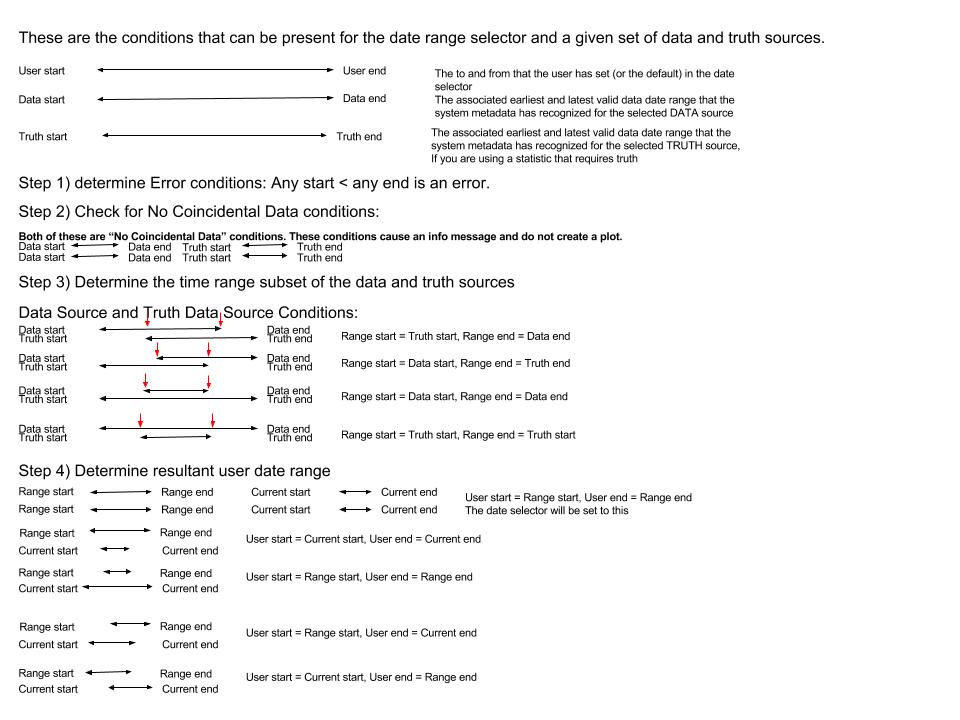 These are the conditions that can be present for the date range selector and a given set of data and truth sources.
User start User end The to and from that the user has set (or the default) in the date
selector
Data start Data end The associated earliest and latest valid data date range that the
system metadata has recognized for the selected DATA source
Truth start Truth end The associated earliest and latest valid data date range that the
system metadata has recognized for the selected TRUTH source,
If you are using a statistic that requires truth
Step 1) determine Error conditions: Any start < any end is an error.
Step 2) Check for No Coincidental Data conditions:
Both of these are “No Coincidental Data” conditions. These conditions cause an info message and do not create a plot.
Data start Data end Truth start Truth end
Data start Data end Truth start Truth end
Step 3) Determine the time range subset of the data and truth sources
Data Source and Truth Data Source Conditions:
Data start Data end
Truth start Truth end Range start = Truth start, Range end = Data end
Data start Data end
Truth start Truth end Range start = Data start, Range end = Truth end
Data start Data end
Truth start Truth end Range start = Data start, Range end = Data end
Data start Data end
Truth start Truth end Range start = Truth start, Range end = Truth start
Step 4) Determine resultant user date range
Range start Range end Current start Current end User start = Range start, User end = Range end
Range start Range end Current start Current end The date selector will be set to this
Range start Range end
Current start Current end User start = Current start, User end = Current end
Range start Range end
Current start Current end User start = Range start, User end = Range end
Range start Range end
Current start Current end User start = Range start, User end = Current end
Range start Range end
Current start Current end User start = Current start, User end = Range end